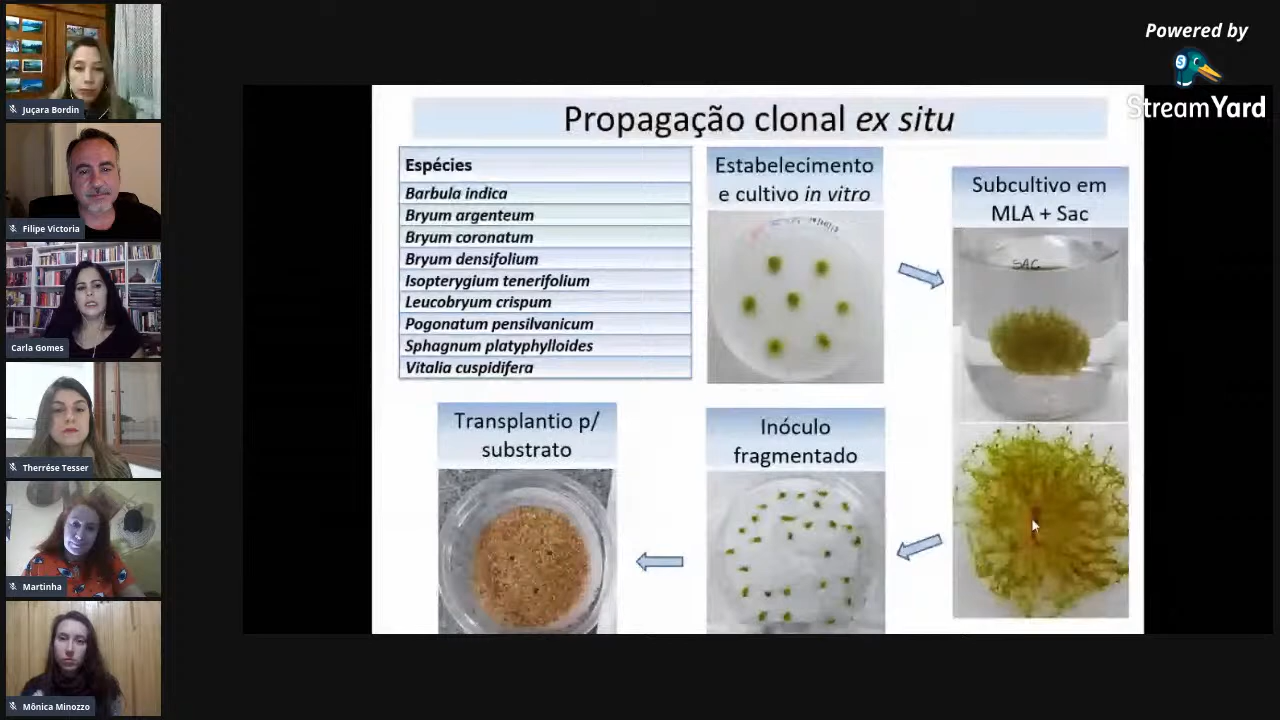 Powered by
StreamYard
Juçara Bordin
Filipe Victoria
Carla Gomes
Therrése Tesser
Martinha
Mônica Minozzo
Propagação clonal ex situ
Espécies
Barbula indica
Bryum argenteum
Bryum coronatum
Bryum densifolium
Isopterygium tenerifolium
Leucobryum crispum
Pogonatum pensilvanicum
Sphagnum platyphylloides
Vitalia cuspidifera
Estabelecimento
e cultivo in vitro
Subcultivo em
MLA + Sac
SAC
Inóculo
fragmentado
Transplantio p/
substrato